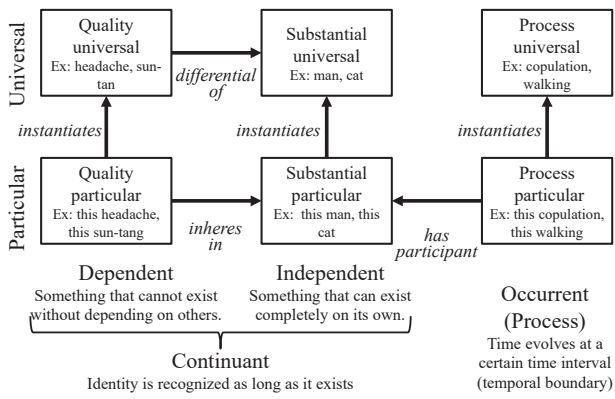 Universal
Quality
universal
Ex: headache, sun-
tan
differential
of
Substantial
universal
Ex: man, cat
Process
universal
Ex: copulation,
walking
instantiates
instantiates
instantiates
Particular
Quality
particular
Ex: this headache,
this sun-tang
inheres
in
Substantial
particular
Ex: this man, this
cat
has
participant
Process
particular
Ex: this copulation,
this walking
Dependent
Something that cannot exist
without depending on others.
Independent
Something that can exist
completely on its own.
Continuant
Identity is recognized as long as it exists
Occurrent
(Process)
Time evolves at a
certain time interval
(temporal boundary)